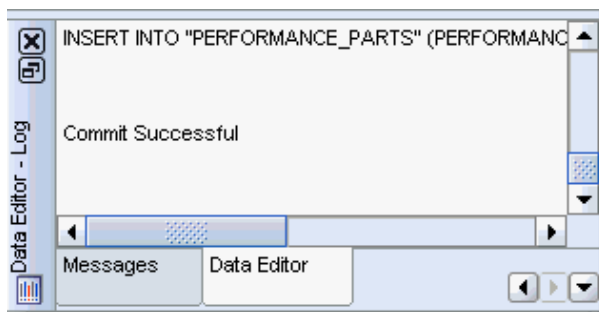 INSERT INTO "PERFORMANCE_PARTS" (PERFORMANC
Commit Successful
Data Editor - Log
Messages
Data Editor